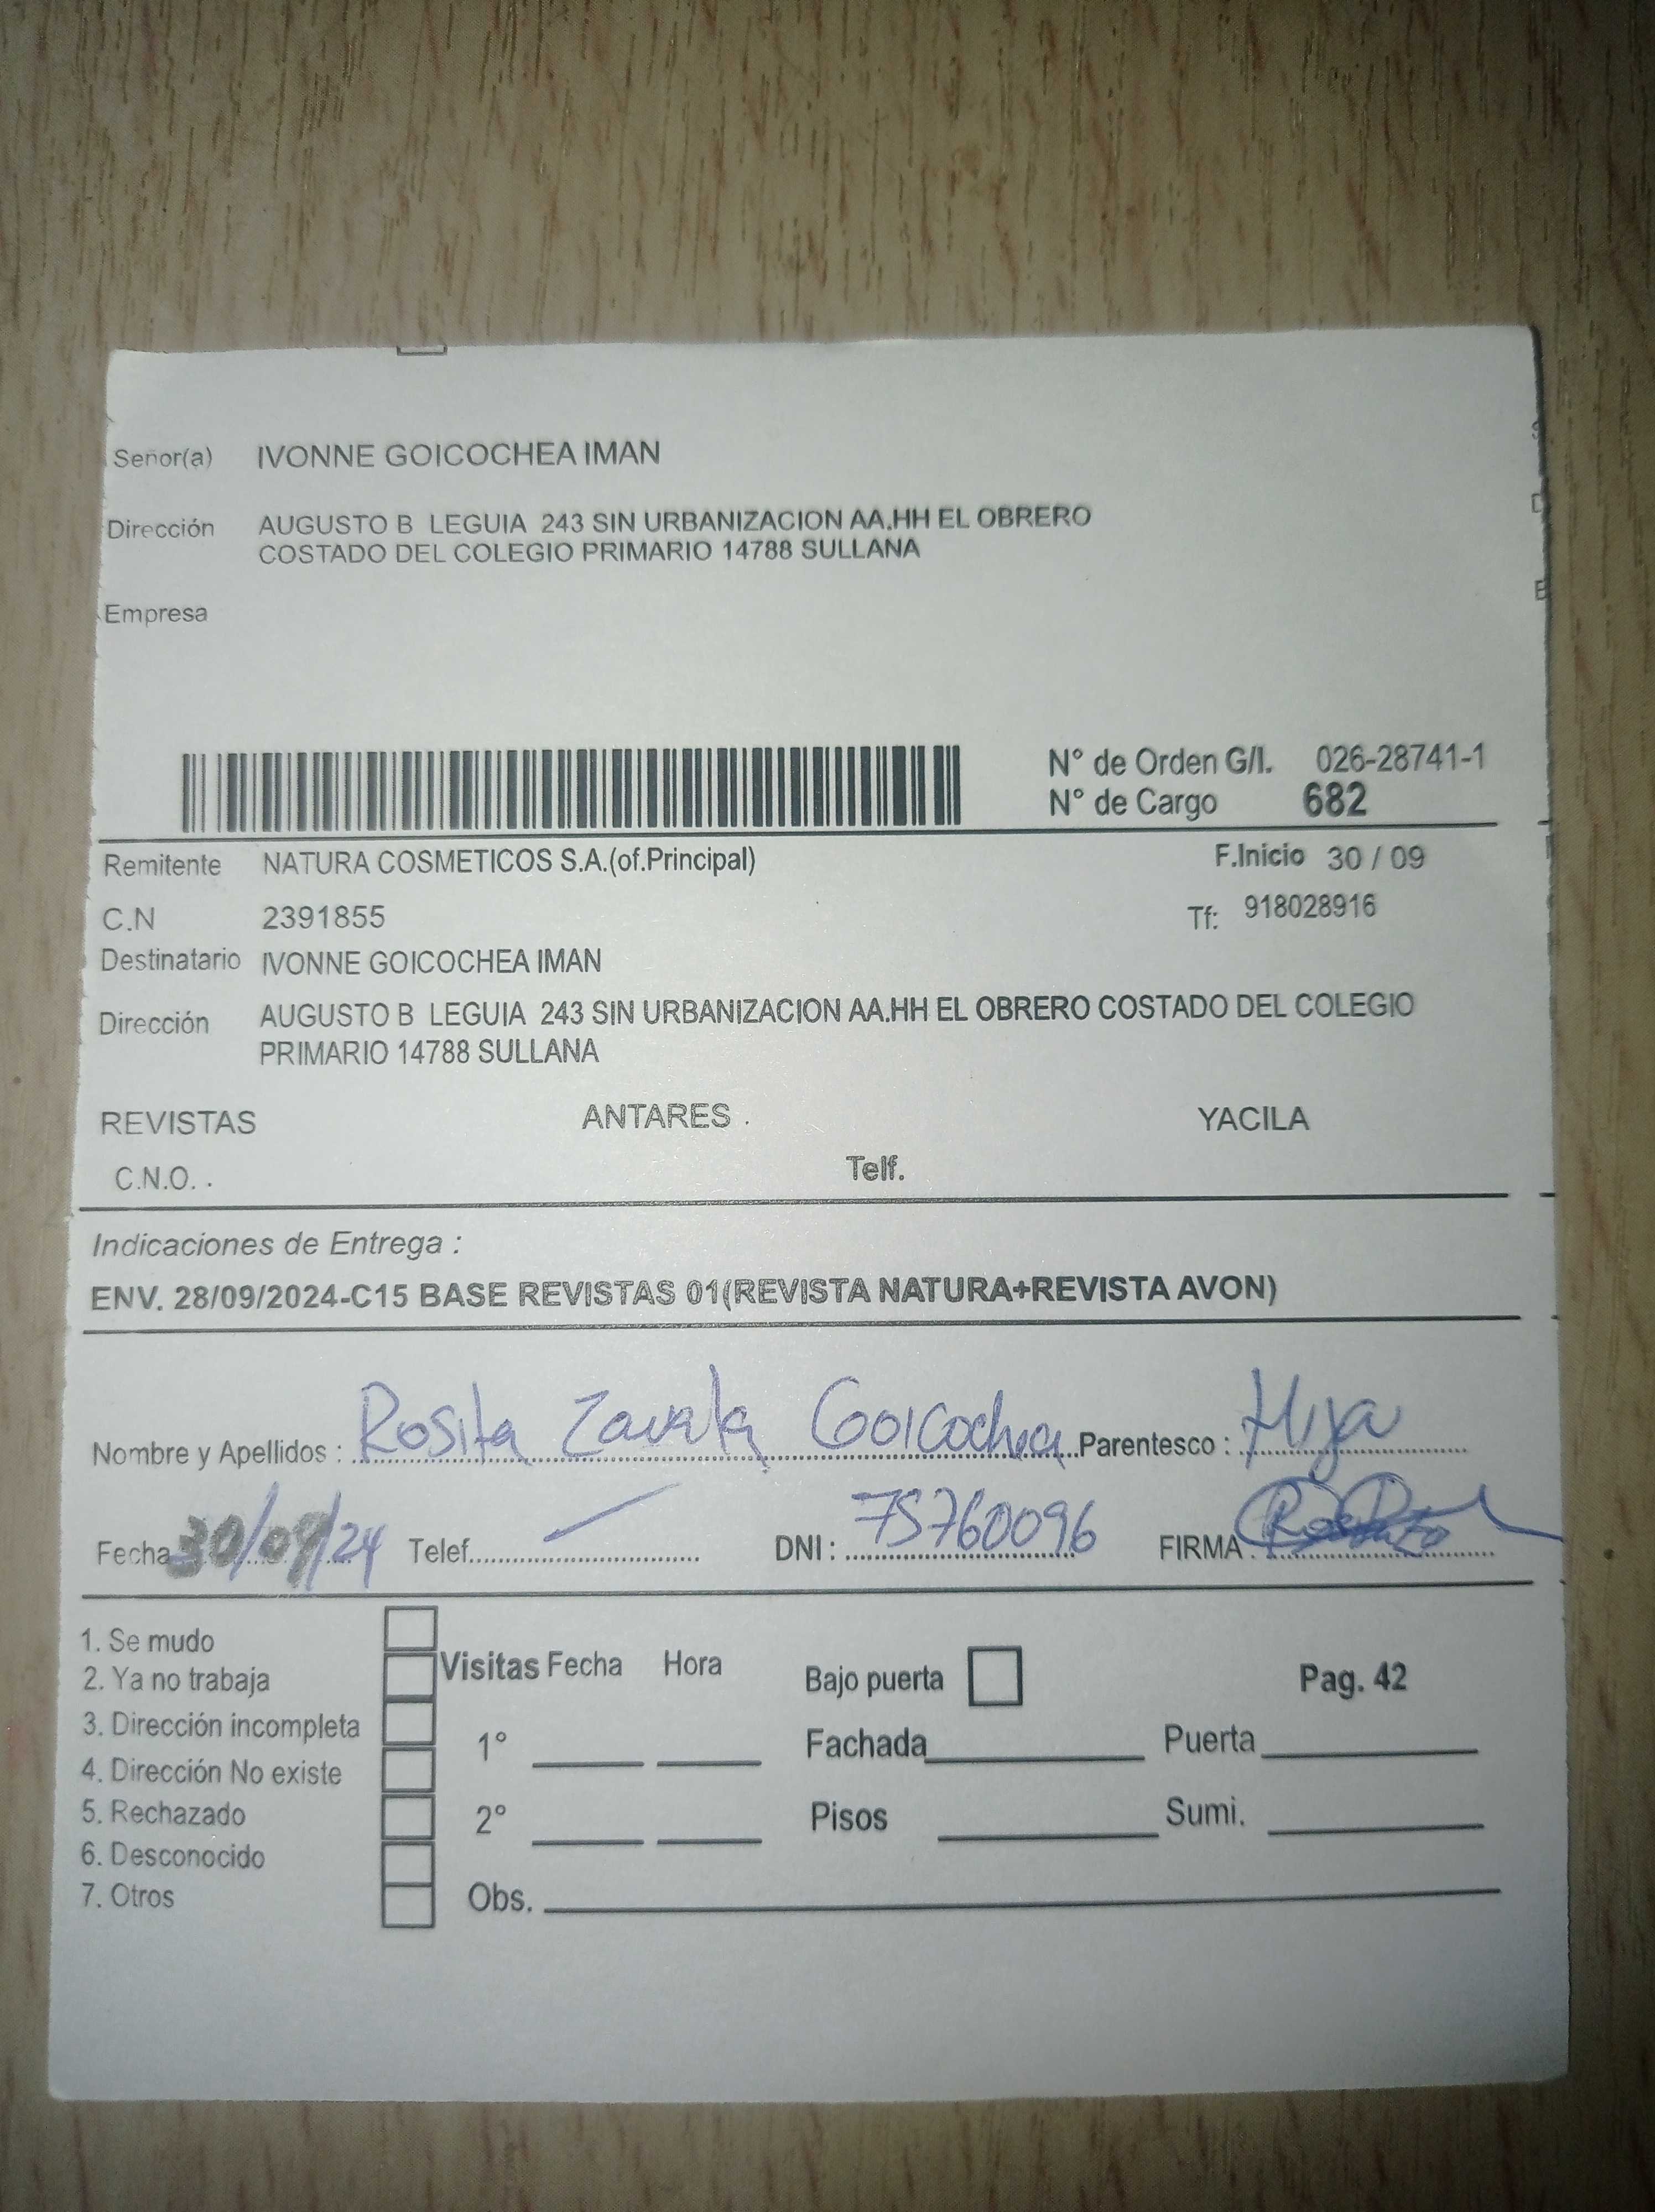 Señor(a) IVONNE GOICOCHEA IMAN
Dirección AUGUSTO B LEGUIA 243 SIN URBANIZACION AA.HH EL OBRERO
COSTADO DEL COLEGIO PRIMARIO 14788 SULLANA
Empresa
N° de Orden G/I. 026-28741-1
N° de Cargo 682
Remitente NATURA COSMETICOS S.A.(of.Principal) F.Inicio 30 / 09
C.N 2391855 Tf: 918028916
Destinatario IVONNE GOICOCHEA IMAN
Dirección AUGUSTO B LEGUIA 243 SIN URBANIZACION AA.HH EL OBRERO COSTADO DEL COLEGIO
PRIMARIO 14788 SULLANA
REVISTAS ANTARES . YACILA
C.N.O. . Telf.
Indicaciones de Entrega :
ENV. 28/09/2024-C15 BASE REVISTAS 01(REVISTA NATURA+REVISTA AVON)
Nombre y Apellidos : Rosita Zavala Goicochea Parentesco : Hija
Fecha 30/09/24 Telef. DNI : 75760096 FIRMA
1. Se mudo
2. Ya no trabaja
3. Dirección incompleta
4. Dirección No existe
5. Rechazado
6. Desconocido
7. Otros
Visitas Fecha Hora Bajo puerta Pag. 42
1° Fachada Puerta
2° Pisos Sumi.
Obs.